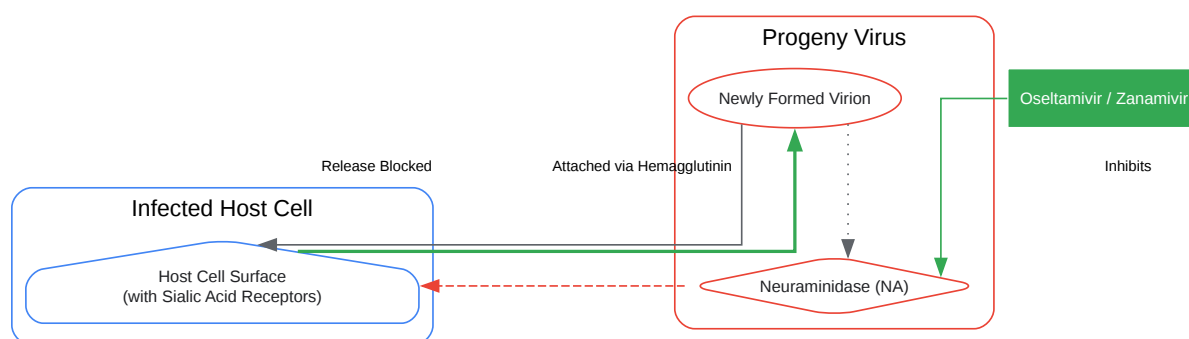 Progeny Virus
Newly Formed Virion
Oseltamivir / Zanamivir
Release Blocked
Attached via Hemagglutinin
Inhibits
Infected Host Cell
Host Cell Surface
(with Sialic Acid Receptors)
Neuraminidase (NA)